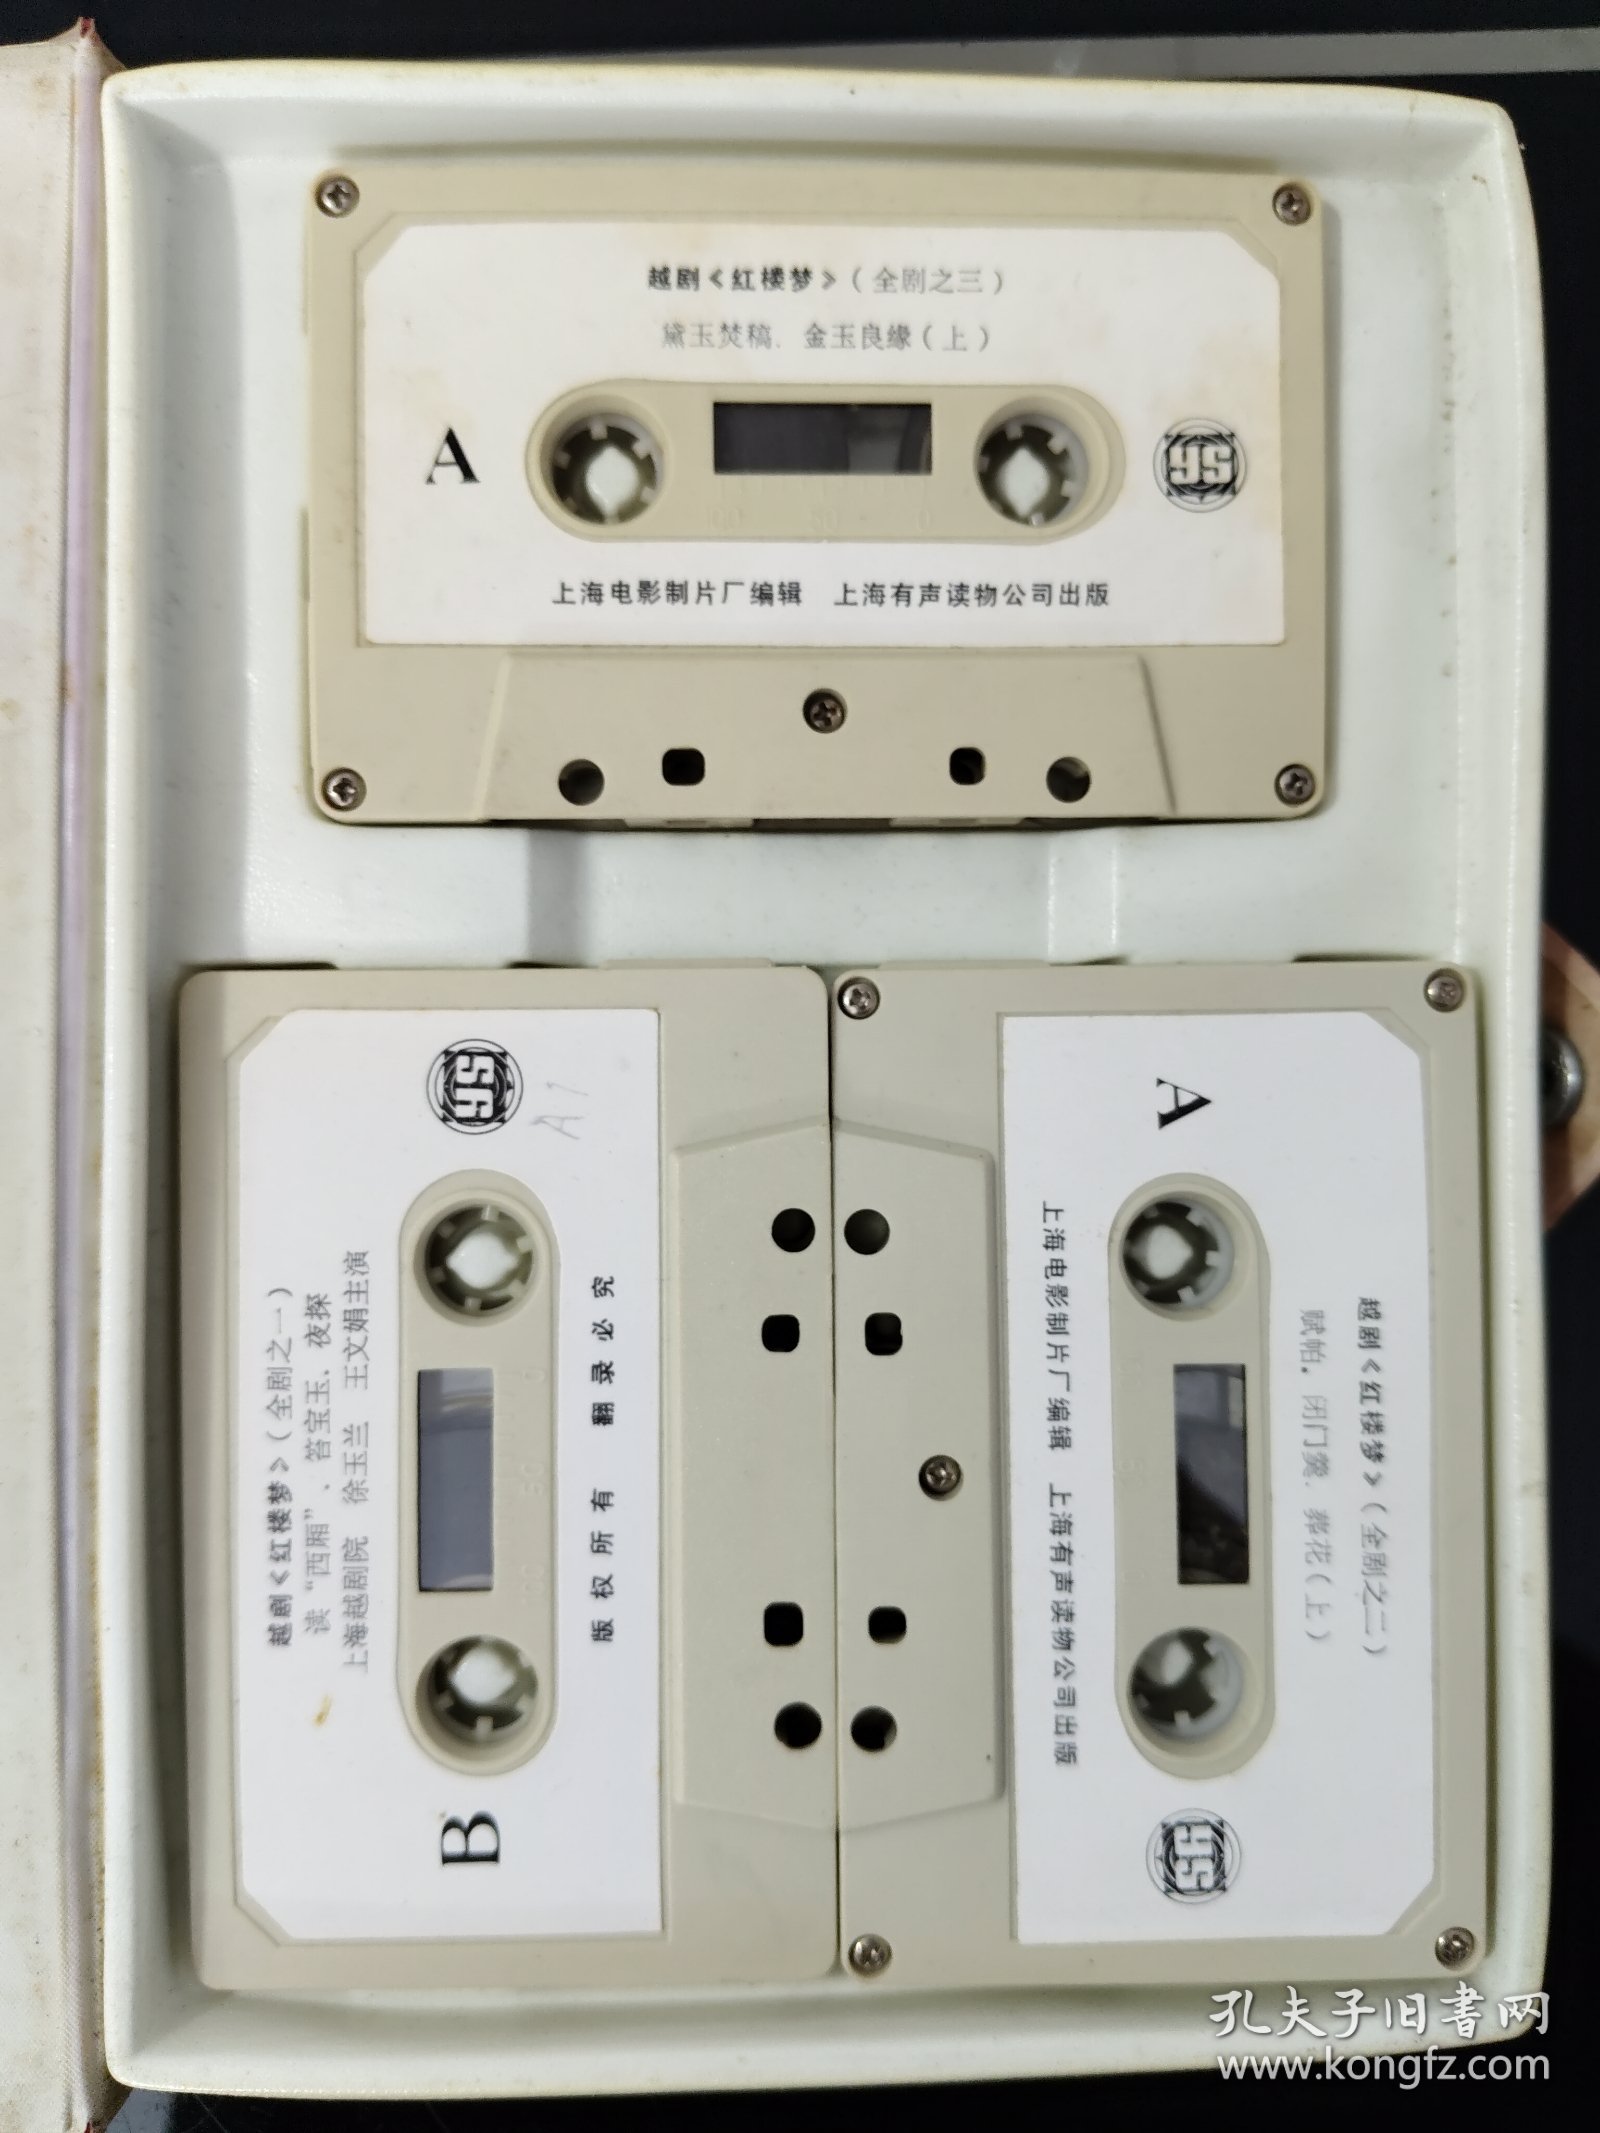 越剧《红楼梦》（全剧之三）
黛玉焚稿、金玉良缘（上）
A
上海电影制片厂编辑 上海有声读物公司出版
越剧《红楼梦》（全剧之一）
读“西厢”、笞宝玉、夜探
上海越剧院 徐玉兰 王文娟主演
B
版权所有 翻录必究
A1
越剧《红楼梦》（全剧之二）
赋帕、闭门羹、葬花（上）
A
上海电影制片厂编辑 上海有声读物公司出版
孔夫子旧书网
www.kongfz.com